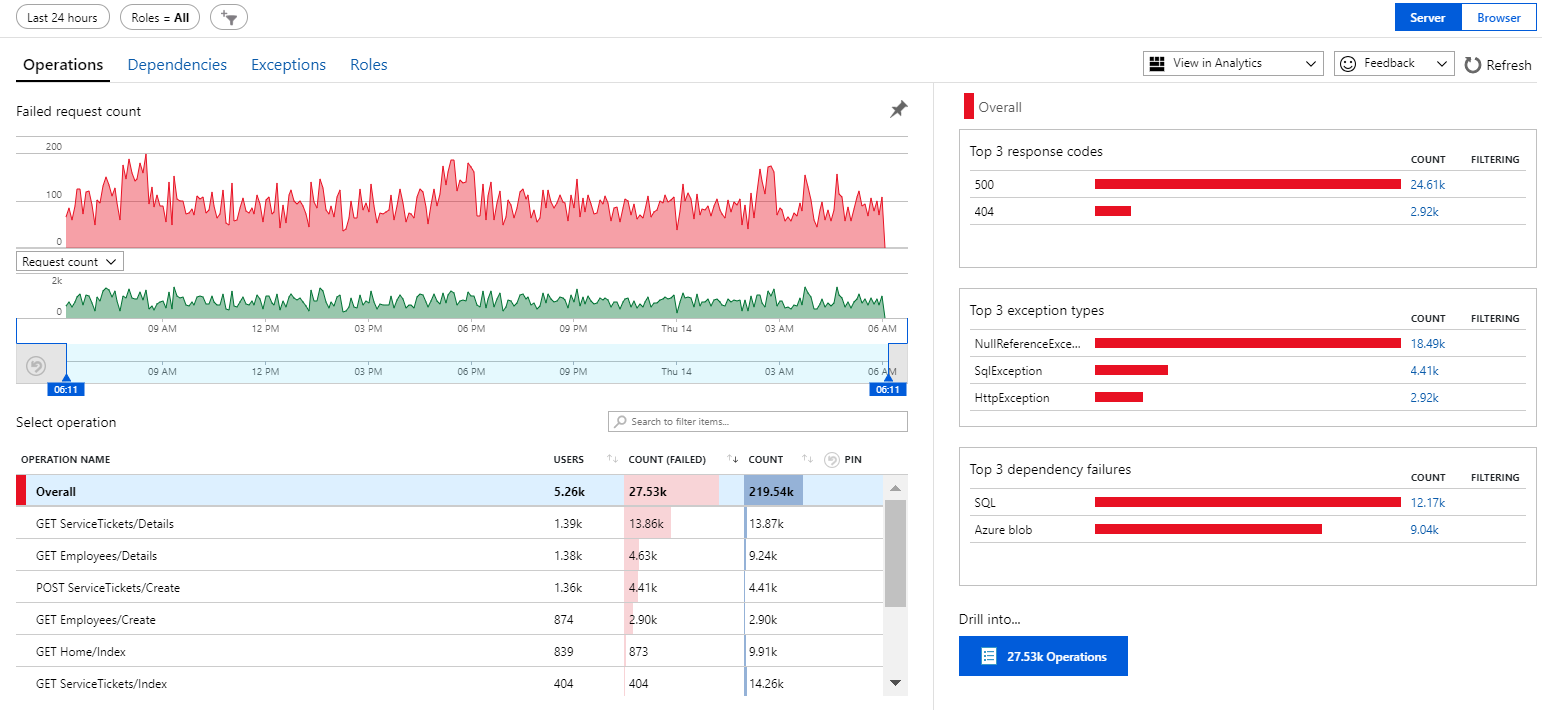 Last 24 hours
Roles = All
Server
Browser
Operations
Dependencies
Exceptions
Roles
View in Analytics
Feedback
Refresh
Failed request count
200
100
0
Request count
2k
0
09 AM 12 PM 03 PM 06 PM 09 PM Thu 14 03 AM 06 AM
09 AM 12 PM 03 PM 06 PM 09 PM Thu 14 03 AM 06 AM
06:11 06:11
Select operation
Search to filter items...
OPERATION NAME USERS COUNT (FAILED) COUNT PIN
Overall 5.26k 27.53k 219.54k
GET ServiceTickets/Details 1.39k 13.86k 13.87k
GET Employees/Details 1.38k 4.63k 9.24k
POST ServiceTickets/Create 1.36k 4.41k 4.41k
GET Employees/Create 874 2.90k 2.90k
GET Home/Index 839 873 9.91k
GET ServiceTickets/Index 404 404 14.26k
Overall
Top 3 response codes
COUNT FILTERING
500 24.61k
404 2.92k
Top 3 exception types
COUNT FILTERING
NullReferenceExce... 18.49k
SqlException 4.41k
HttpException 2.92k
Top 3 dependency failures
COUNT FILTERING
SQL 12.17k
Azure blob 9.04k
Drill into...
27.53k Operations